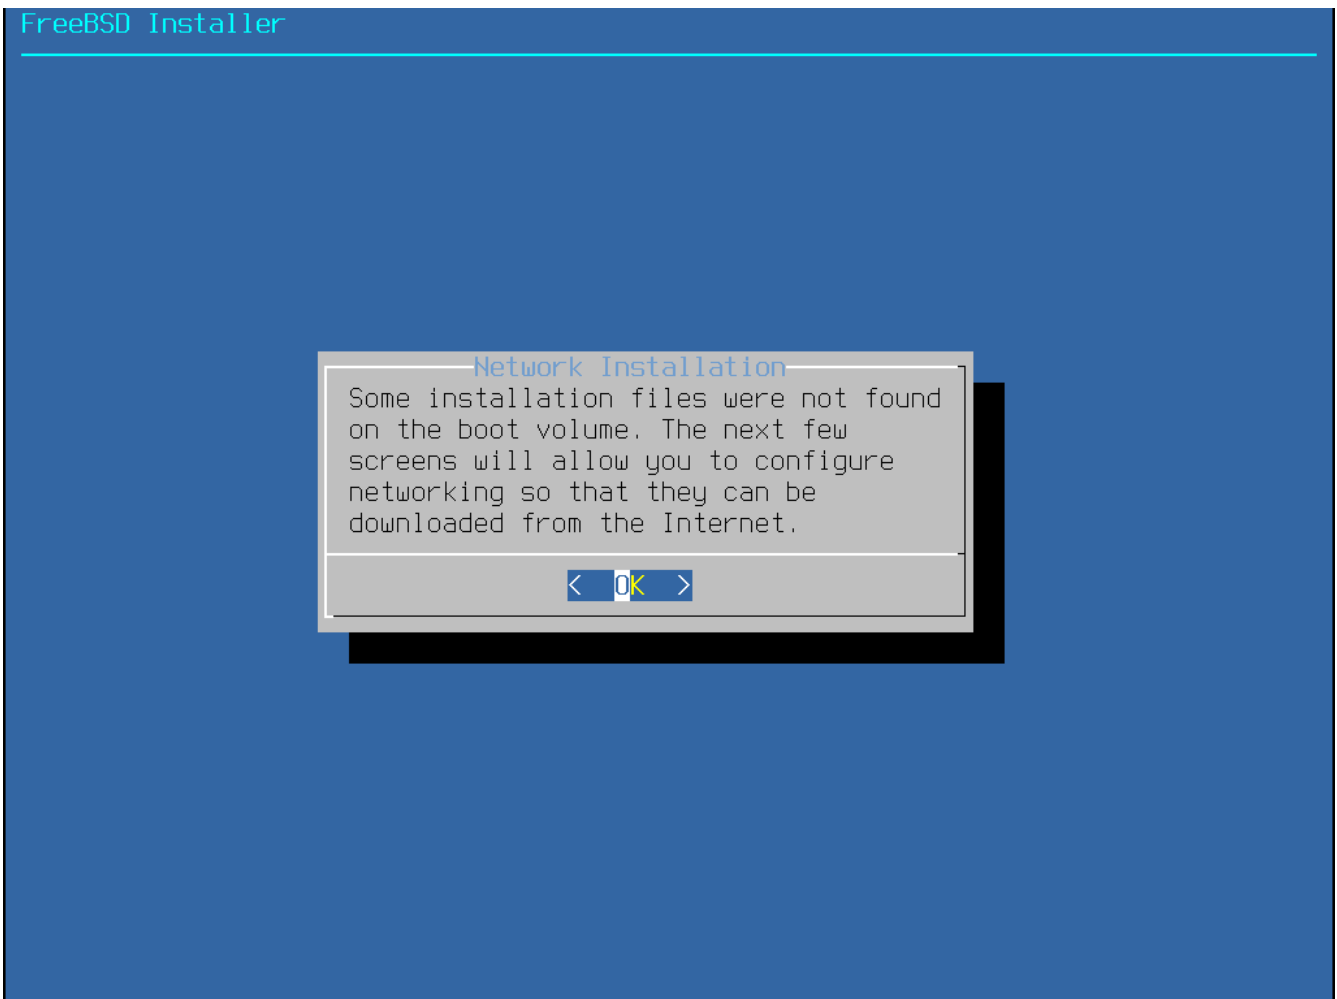 FreeBSD Installer
Network Installation
Some installation files were not found
on the boot volume. The next few
screens will allow you to configure
networking so that they can be
downloaded from the Internet.
<  OK  >